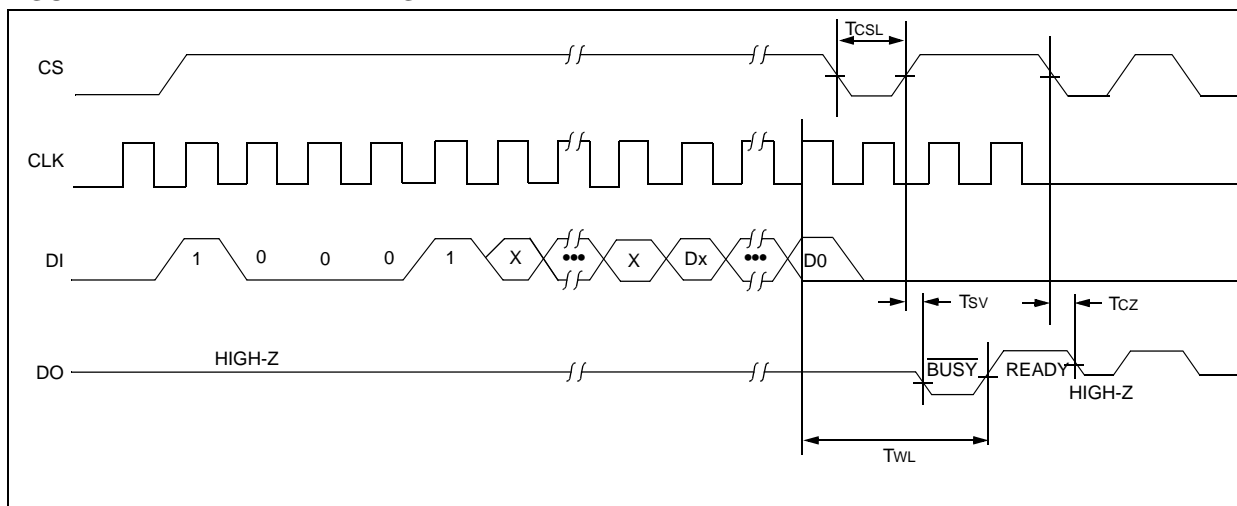 TCSL
CS
CLK
DI
1 0 0 0 1 X ••• X Dx ••• D0
TSV
TCZ
HIGH-Z
DO
BUSY
READY
HIGH-Z
TWL